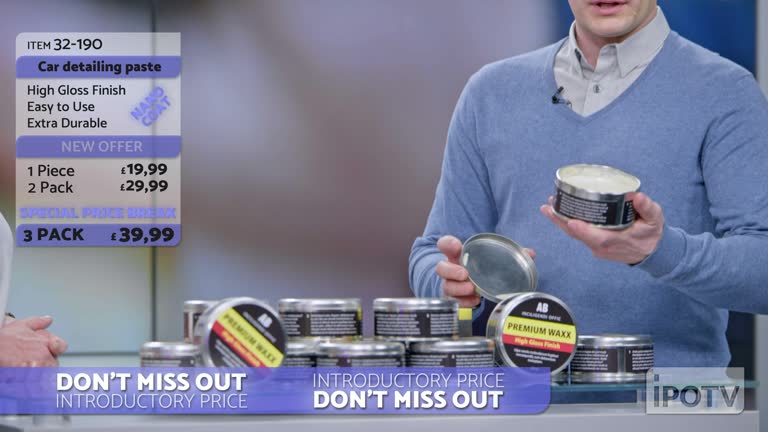 ITEM 32-190
Car detailing paste
High Gloss Finish
Easy to Use
Extra Durable
NANO
COAT
NEW OFFER
1 Piece £19,99
2 Pack £29,99
SPECIAL PRICE BREAK
3 PACK £39,99
AB
INCILIGENDI OFFIC
PREMIUM WAXX
High Gloss Finish
PREMIUM WAXX
High Gloss Finish
DON'T MISS OUT
INTRODUCTORY PRICE
INTRODUCTORY PRICE
DON'T MISS OUT
iPOTV